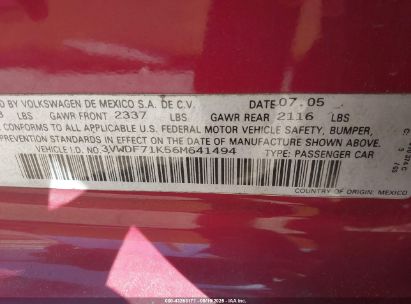 D BY VOLKSWAGEN DE MEXICO S.A. DE C.V. DATE 07.05
LBS GAWR FRONT 2337 LBS GAWR REAR 2116 LBS
CONFORMS TO ALL APPLICABLE U.S. FEDERAL MOTOR VEHICLE SAFETY, BUMPER,
PREVENTION STANDARDS IN EFFECT ON THE DATE OF MANUFACTURE SHOWN ABOVE.
VEHICLE I.D. NO. 3VWDF71K56M641494 TYPE: PASSENGER CAR
COUNTRY OF ORIGIN: MEXICO